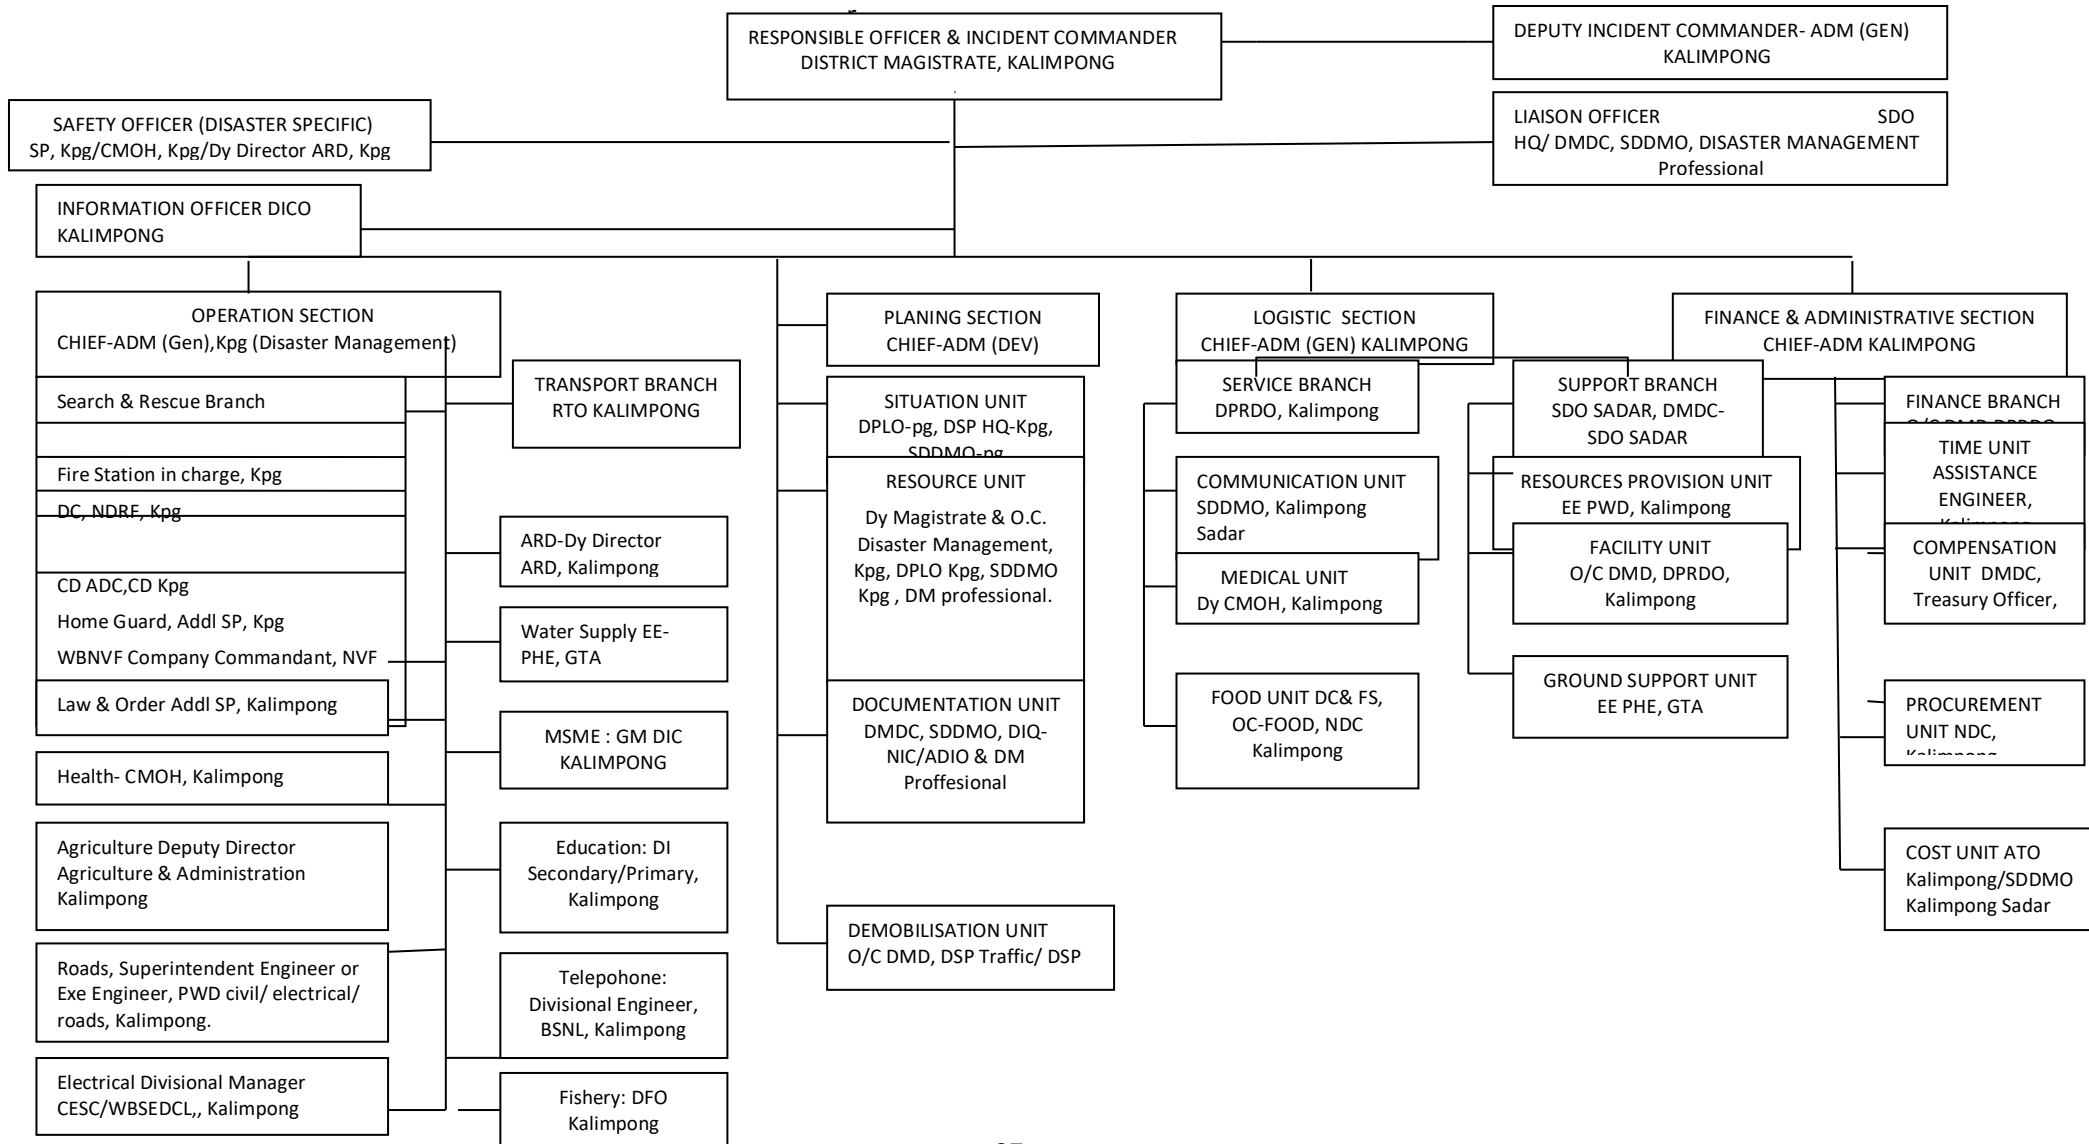 RESPONSIBLE OFFICER & INCIDENT COMMANDER
DISTRICT MAGISTRATE, KALIMPONG
DEPUTY INCIDENT COMMANDER- ADM (GEN)
KALIMPONG
SAFETY OFFICER (DISASTER SPECIFIC)
SP, Kpg/CMOH, Kpg/Dy Director ARD, Kpg
LIAISON OFFICER SDO
HQ/ DMDC, SDDMO, DISASTER MANAGEMENT
Professional
INFORMATION OFFICER DICO
KALIMPONG
OPERATION SECTION
CHIEF-ADM (Gen),Kpg (Disaster Management)
Search & Rescue Branch
Fire Station in charge, Kpg
DC, NDRF, Kpg
CD ADC,CD Kpg
Home Guard, Addl SP, Kpg
WBNVF Company Commandant, NVF
Law & Order Addl SP, Kalimpong
Health- CMOH, Kalimpong
Agriculture Deputy Director
Agriculture & Administration
Kalimpong
Roads, Superintendent Engineer or
Exe Engineer, PWD civil/ electrical/
roads, Kalimpong.
Electrical Divisional Manager
CESC/WBSEDCL,, Kalimpong
TRANSPORT BRANCH
RTO KALIMPONG
ARD-Dy Director
ARD, Kalimpong
Water Supply EE-
PHE, GTA
MSME : GM DIC
KALIMPONG
Education: DI
Secondary/Primary,
Kalimpong
Telepohone:
Divisional Engineer,
BSNL, Kalimpong
Fishery: DFO
Kalimpong
PLANING SECTION
CHIEF-ADM (DEV)
SITUATION UNIT
DPLO-pg, DSP HQ-Kpg,
SDDMO-pg
RESOURCE UNIT
Dy Magistrate & O.C.
Disaster Management,
Kpg, DPLO Kpg, SDDMO
Kpg , DM professional.
DOCUMENTATION UNIT
DMDC, SDDMO, DIQ-
NIC/ADIO & DM
Proffesional
DEMOBILISATION UNIT
O/C DMD, DSP Traffic/ DSP
LOGISTIC SECTION
CHIEF-ADM (GEN) KALIMPONG
SERVICE BRANCH
DPRDO, Kalimpong
COMMUNICATION UNIT
SDDMO, Kalimpong
Sadar
MEDICAL UNIT
Dy CMOH, Kalimpong
FOOD UNIT DC& FS,
OC-FOOD, NDC
Kalimpong
SUPPORT BRANCH
SDO SADAR, DMDC-
SDO SADAR
RESOURCES PROVISION UNIT
EE PWD, Kalimpong
FACILITY UNIT
O/C DMD, DPRDO,
Kalimpong
GROUND SUPPORT UNIT
EE PHE, GTA
FINANCE & ADMINISTRATIVE SECTION
CHIEF-ADM KALIMPONG
FINANCE BRANCH
TIME UNIT
ASSISTANCE
ENGINEER,
COMPENSATION
UNIT DMDC,
Treasury Officer,
PROCUREMENT
UNIT NDC,
COST UNIT ATO
Kalimpong/SDDMO
Kalimpong Sadar